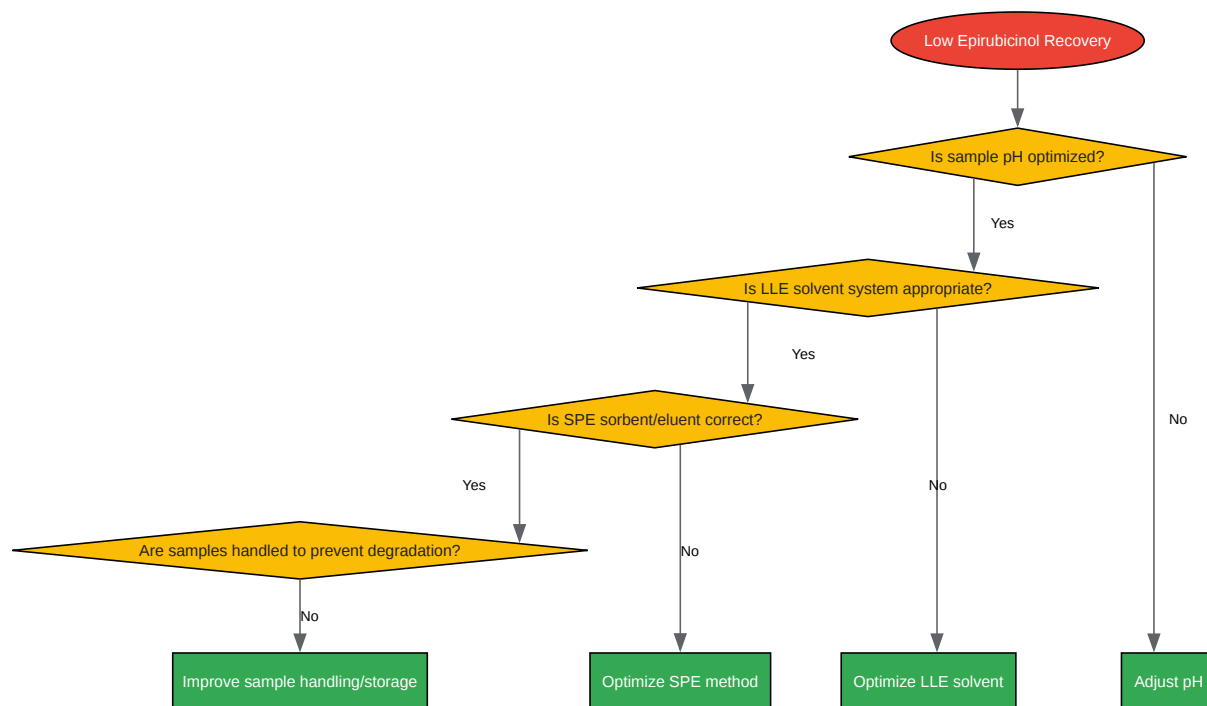 Low Epirubicinol Recovery
Is sample pH optimized?
Yes
Is LLE solvent system appropriate?
Yes
Is SPE sorbent/eluent correct?
No
Yes
No
Are samples handled to prevent degradation?
No
No
Improve sample handling/storage
Optimize SPE method
Optimize LLE solvent
Adjust pH